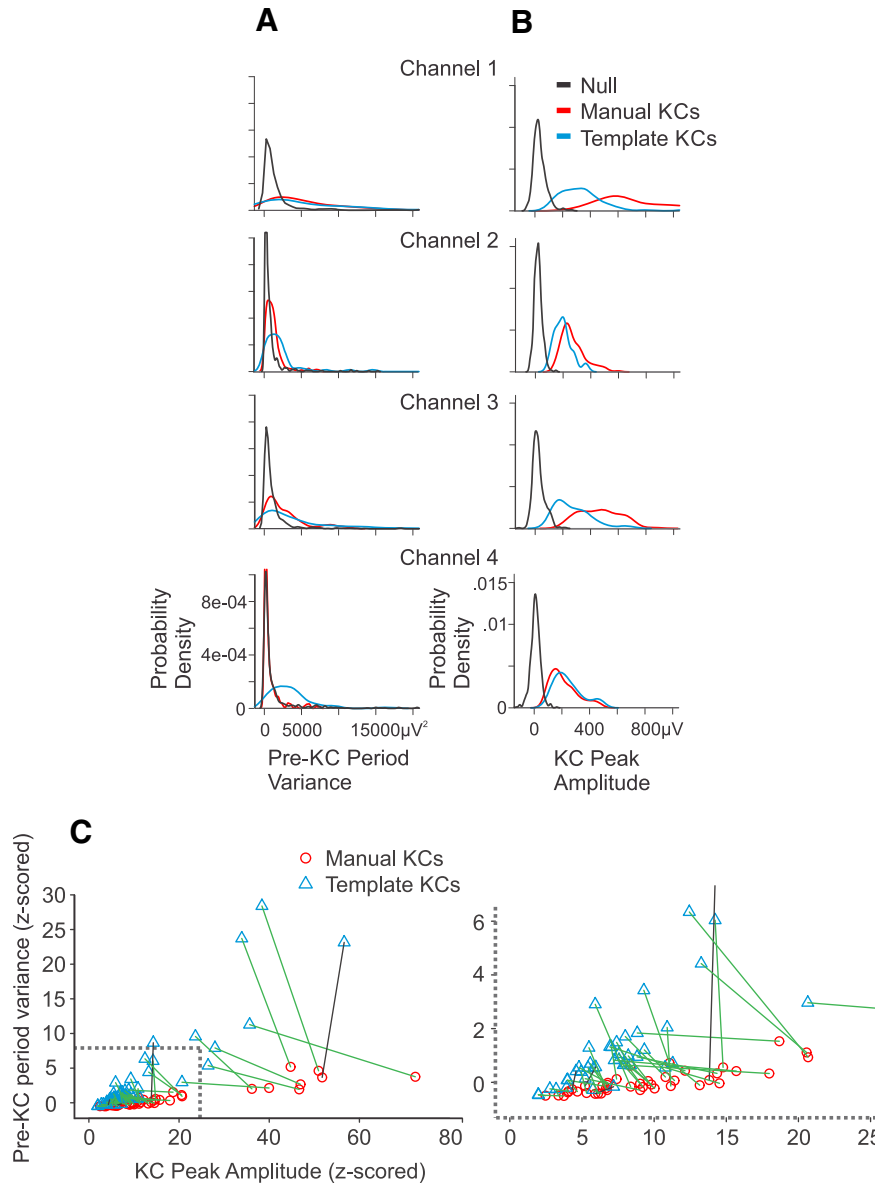 A
B
Channel 1
Null
Manual KCs
Template KCs
Channel 2
Channel 3
Channel 4
Probability
Density
8e-04
4e-04
0
0 5000 15000µV²
Pre-KC Period
Variance
Probability
Density
.015
.01
0
0 400 800µV
KC Peak
Amplitude
C
Manual KCs
Template KCs
Pre-KC period variance (z-scored)
30
25
20
15
10
5
0
0 20 40 60 80
KC Peak Amplitude (z-scored)
6
4
2
0
0 5 10 15 20 25